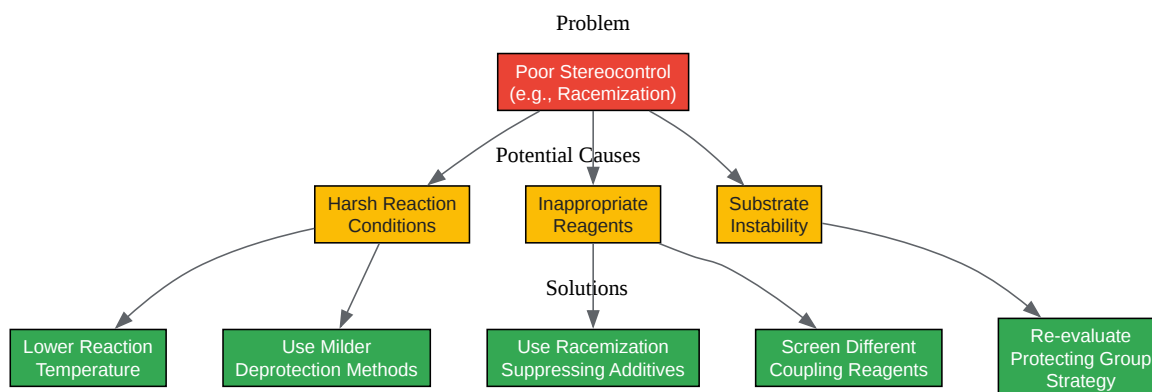 Problem
Poor Stereocontrol
(e.g., Racemization)
Potential Causes
Harsh Reaction
Conditions
Inappropriate
Reagents
Substrate
Instability
Solutions
Lower Reaction
Temperature
Use Milder
Deprotection Methods
Use Racemization
Suppressing Additives
Screen Different
Coupling Reagents
Re-evaluate
Protecting Group
Strategy